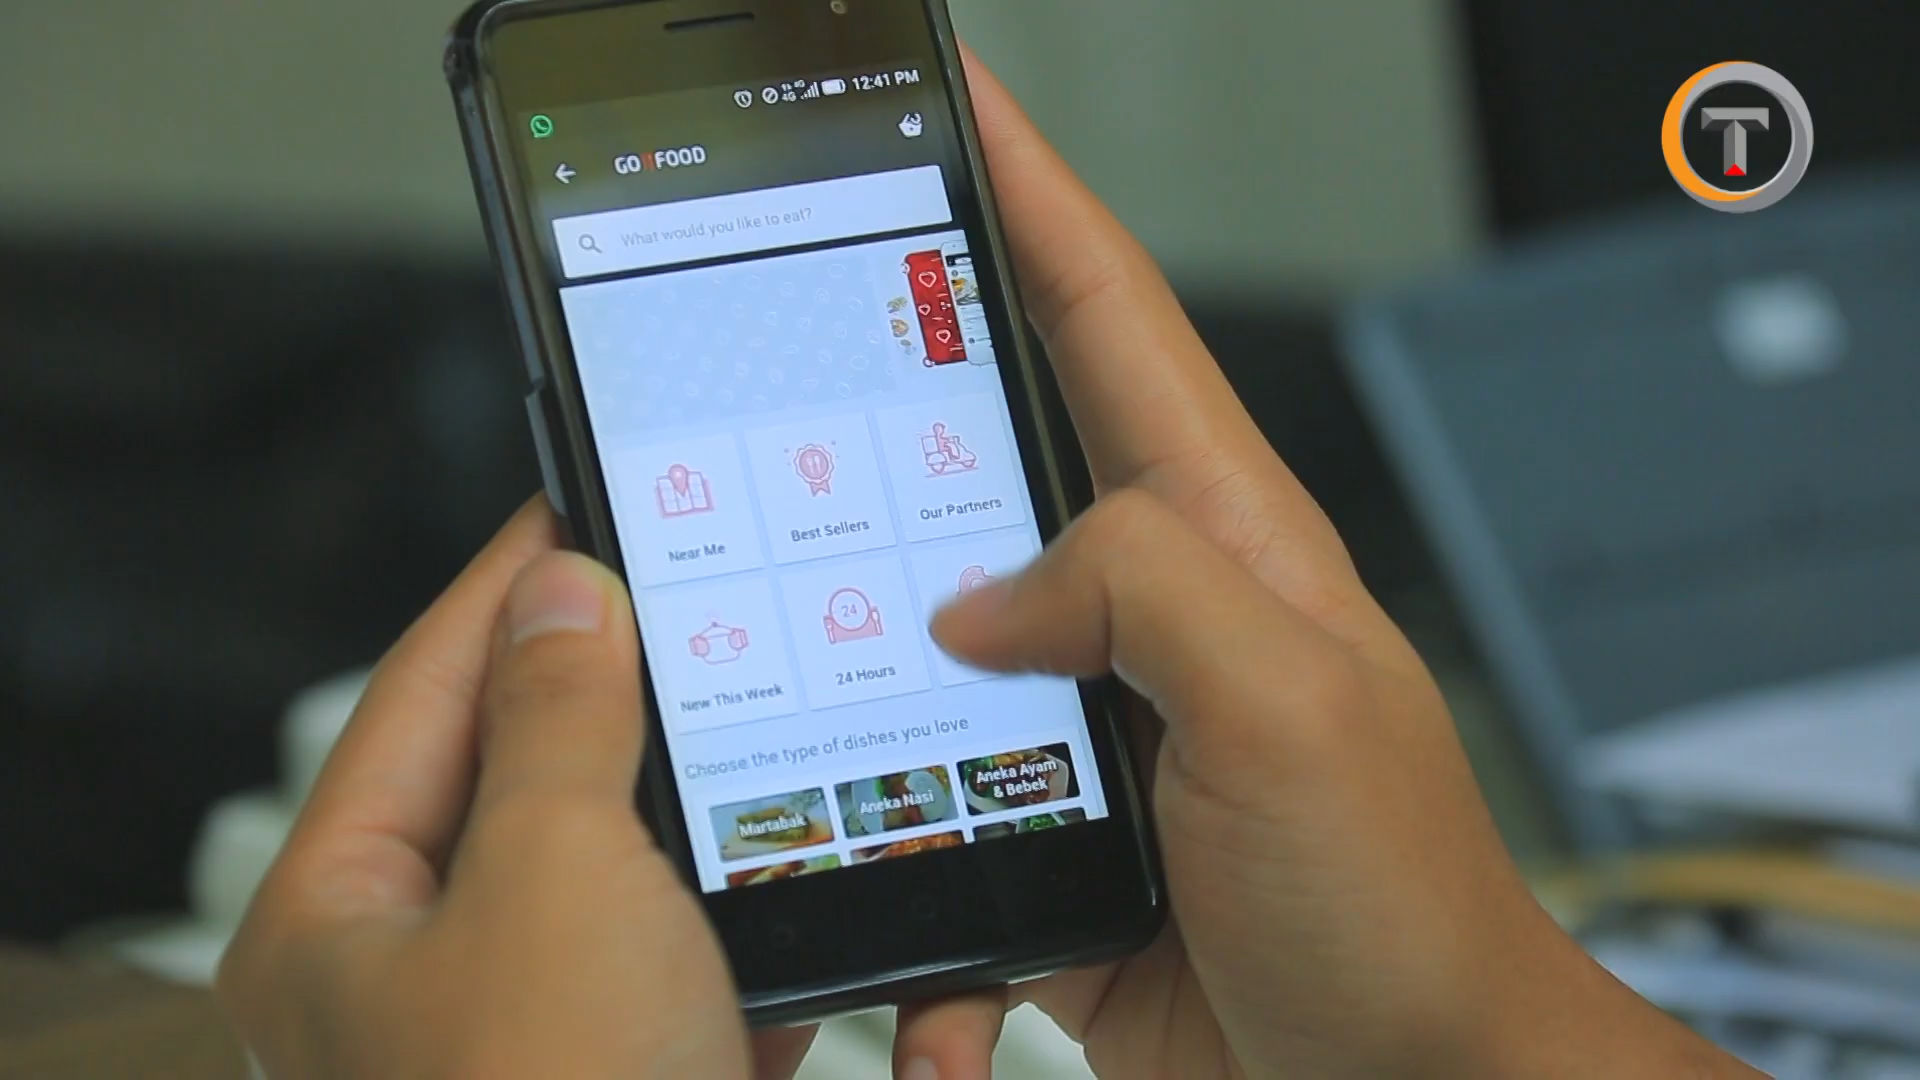 12:41 PM
GO FOOD
What would you like to eat?
Near Me
Best Sellers
Our Partners
24
New This Week
24 Hours
Choose the type of dishes you love
Martabak
Aneka Nasi
Aneka Ayam
& Bebek
T